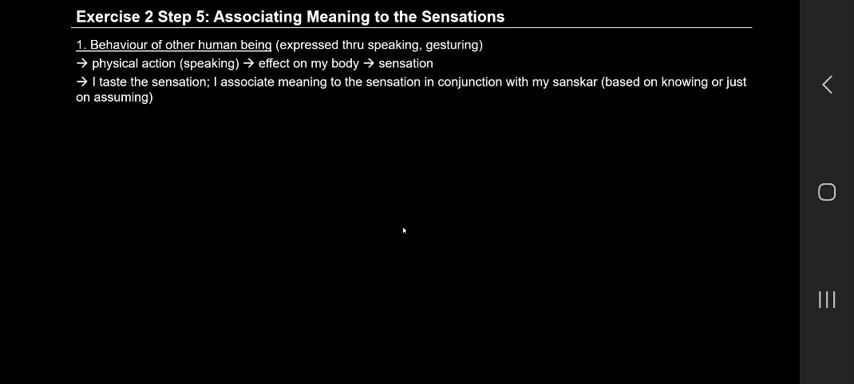 Exercise 2 Step 5: Associating Meaning to the Sensations
1. Behaviour of other human being (expressed thru speaking, gesturing)
→ physical action (speaking) → effect on my body → sensation
→ I taste the sensation; I associate meaning to the sensation in conjunction with my sanskar (based on knowing or just
on assuming)